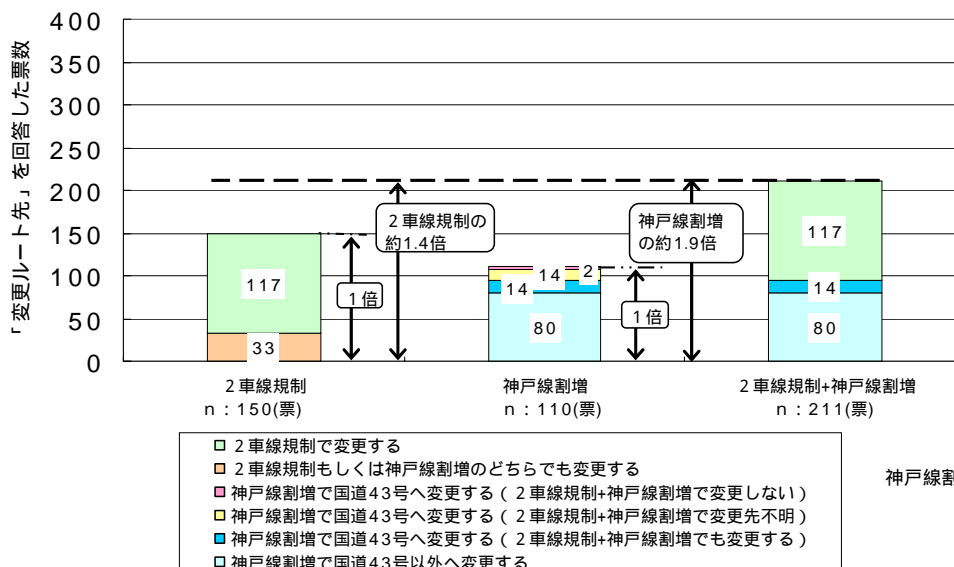 「変更ルート先」を回答した票数
400
350
300
250
200
150
100
50
0
117
33
1倍
2車線規制の
約1.4倍
14
2
14
80
1倍
神戸線割増
の約1.9倍
117
14
80
2車線規制
n：150(票)
神戸線割増
n：110(票)
2車線規制+神戸線割増
n：211(票)
2車線規制で変更する
2車線規制もしくは神戸線割増のどちらでも変更する
神戸線割増で国道43号へ変更する（2車線規制+神戸線割増で変更しない）
神戸線割増で国道43号へ変更する（2車線規制+神戸線割増で変更先不明）
神戸線割増で国道43号へ変更する（2車線規制+神戸線割増でも変更する）
神戸線割増で国道43号以外へ変更する
神戸線割